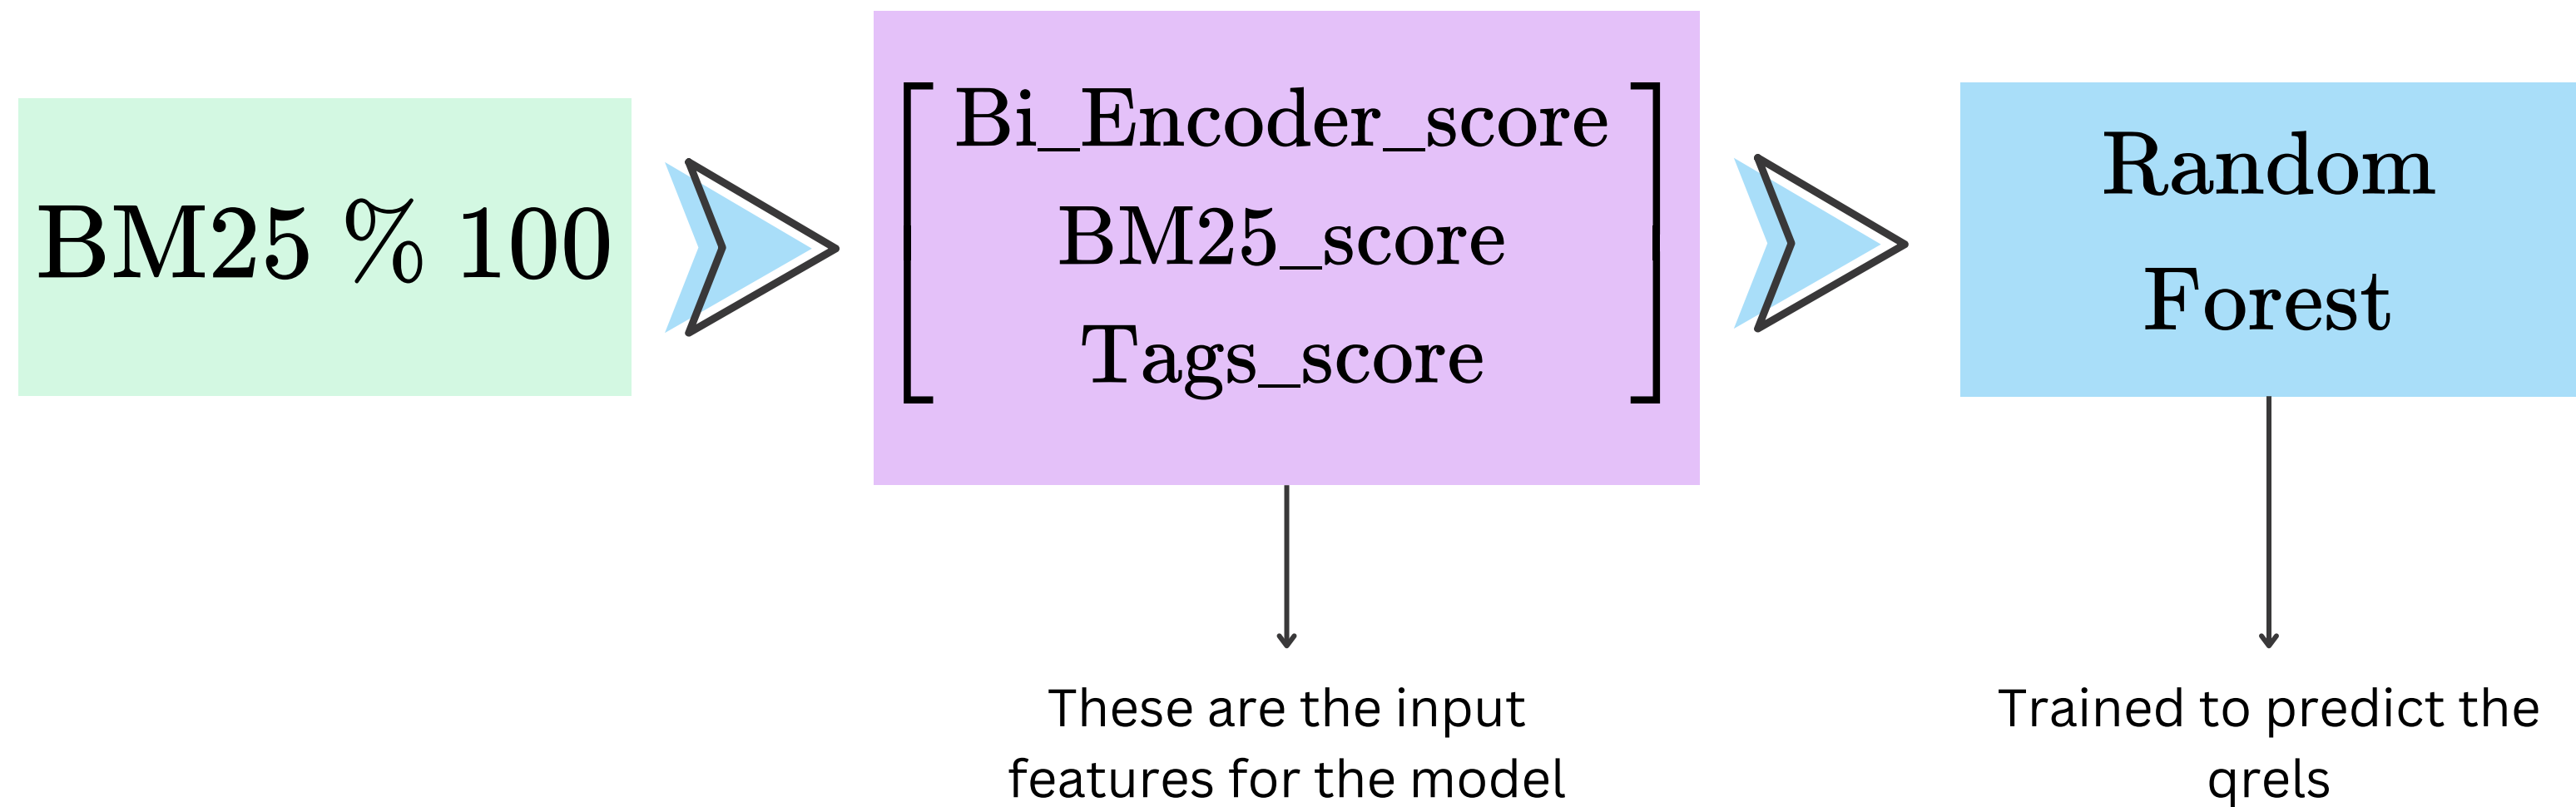 BM25 % 100
Bi_Encoder_score
BM25_score
Tags_score
Random
Forest
These are the input
features for the model
Trained to predict the
qrels